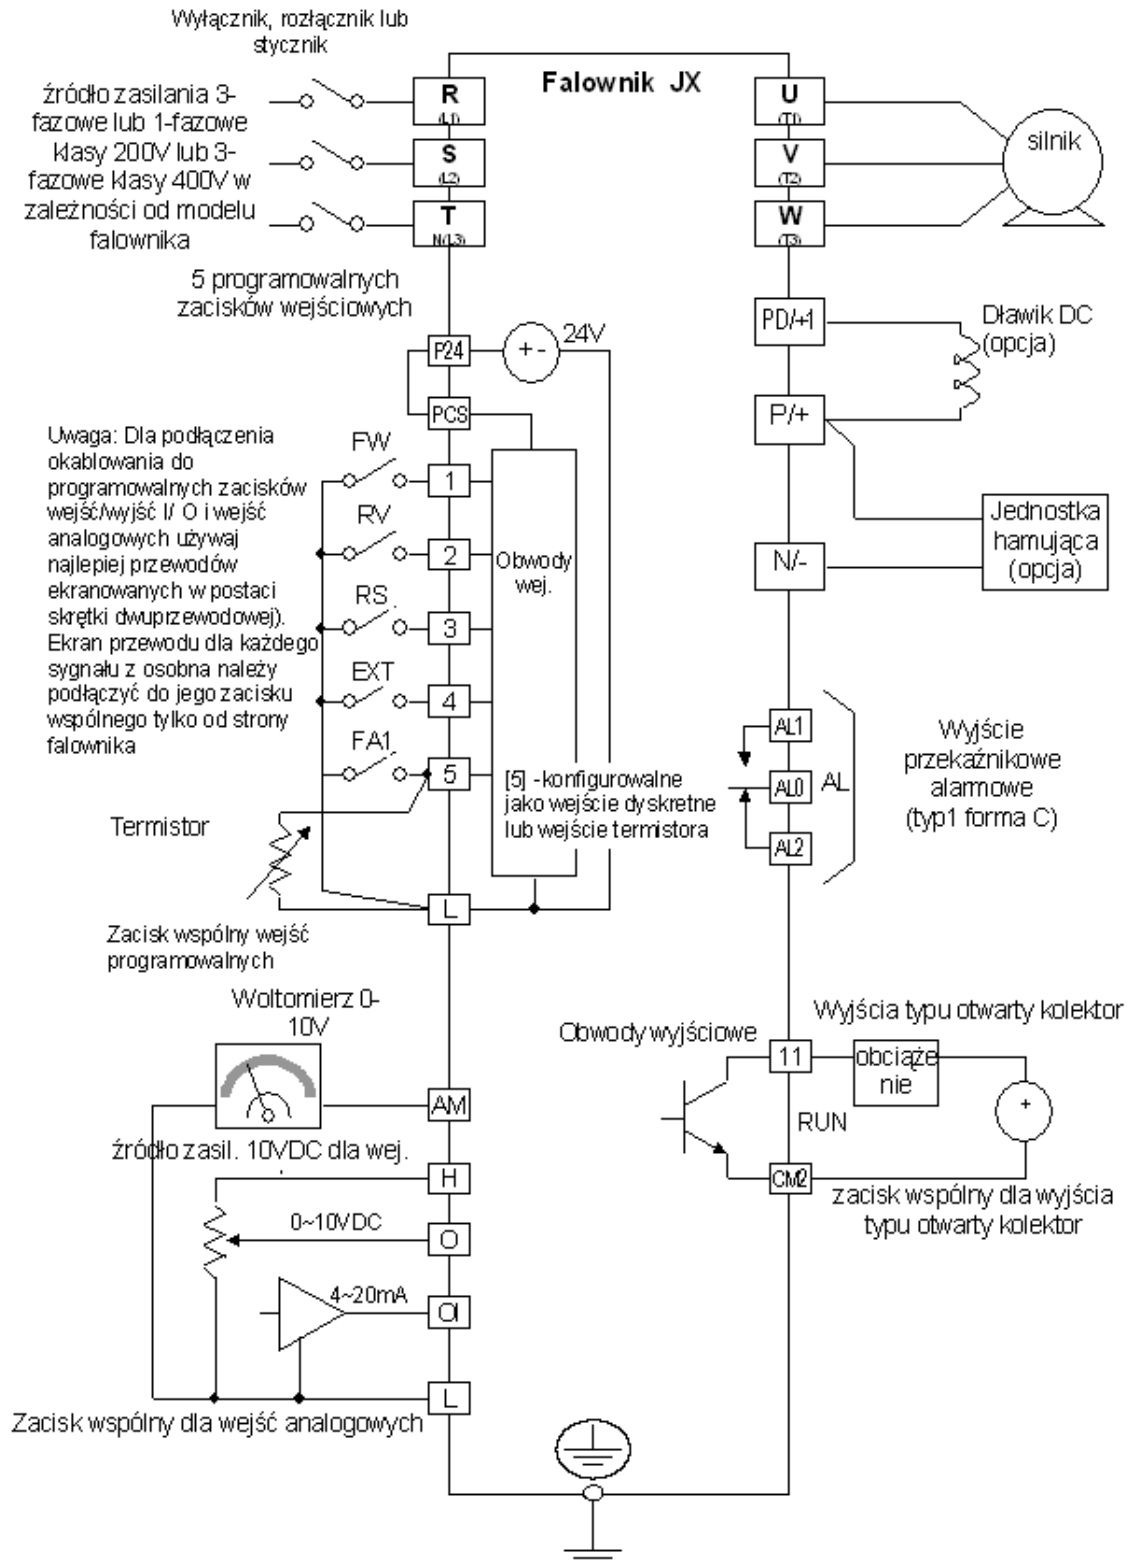 Wyłącznik, rozłącznik lub
stycznik
Falownik JX
źródło zasilania 3-
fazowe lub 1-fazowe
klasy 200V lub 3-
fazowe klasy 400V w
zależności od modelu
falownika
R
(L1)
S
(L2)
T
N(L3)
U
(T1)
V
(T2)
W
(T3)
silnik
5 programowalnych
zacisków wejściowych
P24
+ -
24V
PCS
PD/+1
Dławik DC
(opcja)
P/+
N/-
Jednostka
hamująca
(opcja)
Uwaga: Dla podłączenia
okablowania do
programowalnych zacisków
wejść/wyjść I/ O i wejść
analogowych używaj
najlepiej przewodów
ekranowanych w postaci
skrętki dwuprzewodowej).
Ekran przewodu dla każdego
sygnału z osobna należy
podłączyć do jego zacisku
wspólnego tylko od strony
falownika
FW
1
RV
2
RS
3
EXT
4
FA1
5
Obwody
wej.
[5] -konfigurowalne
jako wejście dyskretne
lub wejście termistora
Termistor
L
Zacisk wspólny wejść
programowalnych
AL1
AL0
AL2
AL
Wyjście
przekaźnikowe
alarmowe
(typ1 forma C)
Woltomierz 0-
10V
AM
źródło zasil. 10VDC dla wej.
H
0~10VDC
O
4~20mA
OI
L
Zacisk wspólny dla wejść analogowych
Obwody wyjściowe
Wyjścia typu otwarty kolektor
11
obciąże
nie
+
RUN
CM2
zacisk wspólny dla wyjścia
typu otwarty kolektor